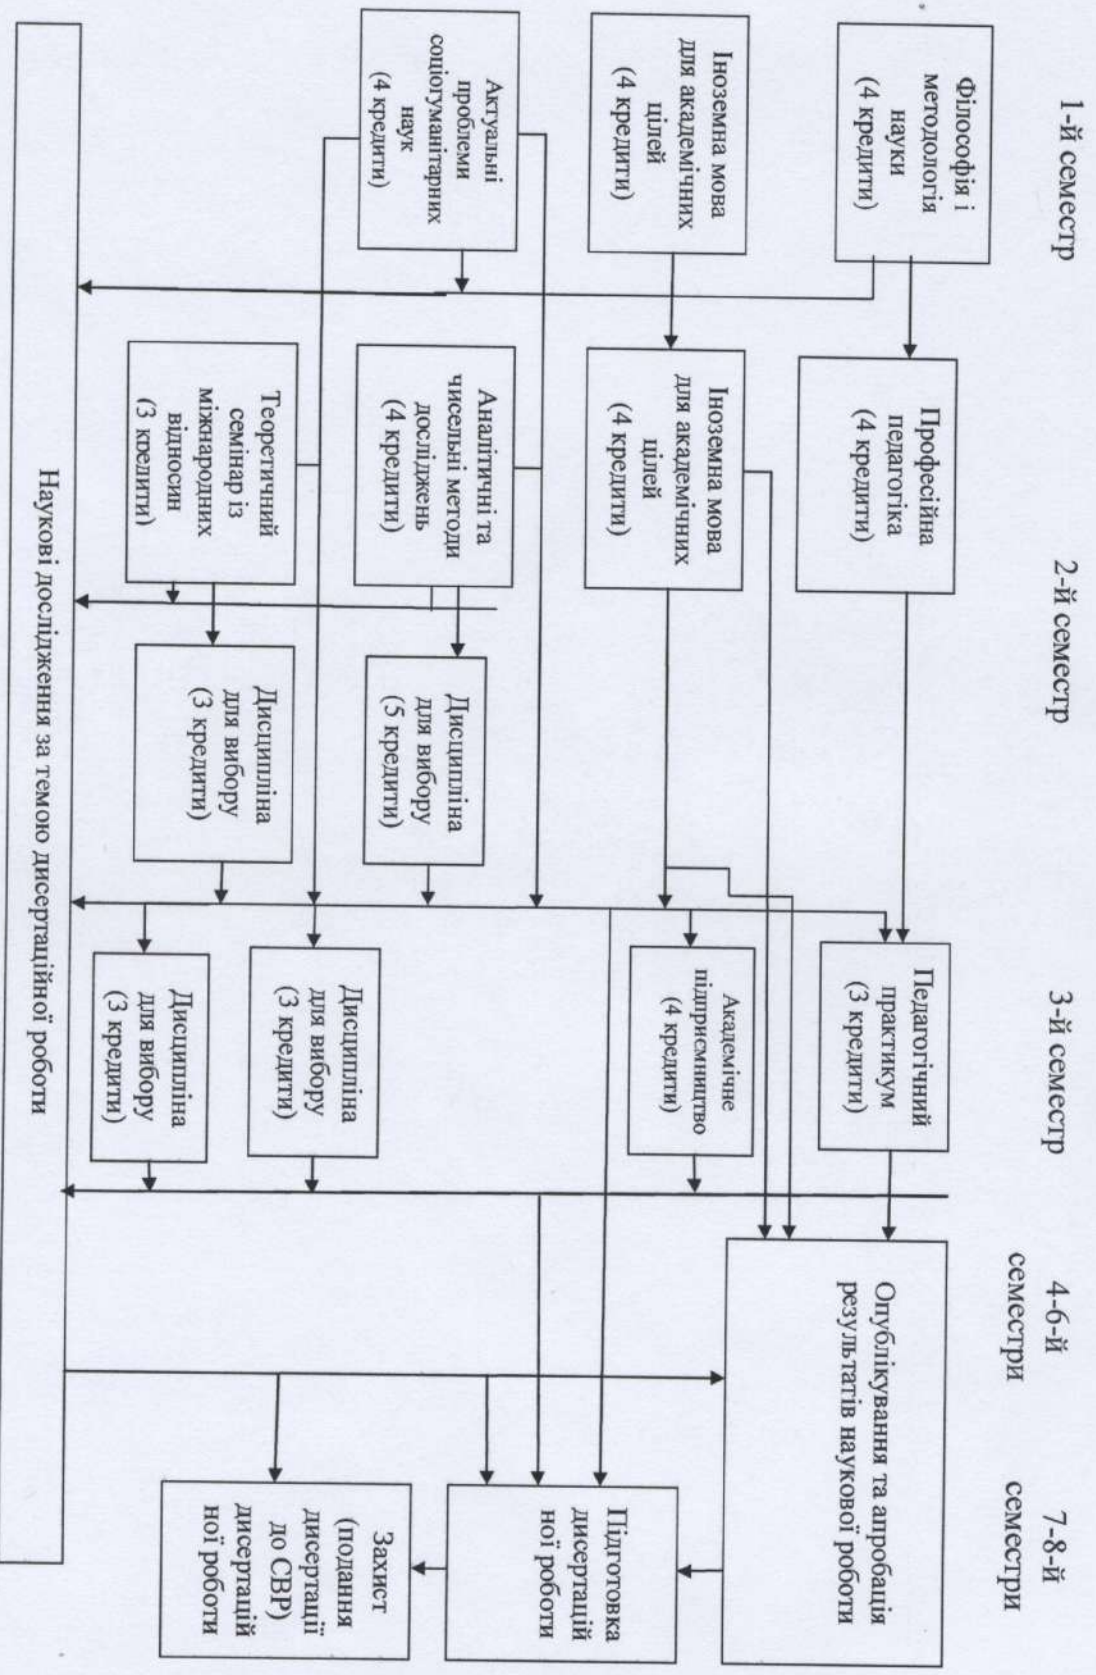 1-й семестр
2-й семестр
3-й семестр
4-6-й
семестри
7-8-й
семестри
Філософія і
методологія
науки
(4 кредити)
Професійна
педагогіка
(4 кредити)
Педагогічний
практикум
(3 кредити)
Опублікування та апробація
результатів наукової роботи
Іноземна мова
для академічних
цілей
(4 кредити)
Іноземна мова
для академічних
цілей
(4 кредити)
Академічне
підприємництво
(4 кредити)
Підготовка
дисертацій
ної роботи
Актуальні
проблеми
соціогуманітарних
наук
(4 кредити)
Аналітичні та
чисельні методи
досліджень
(4 кредити)
Дисципліна
для вибору
(5 кредити)
Дисципліна
для вибору
(3 кредити)
Захист
(подання
дисертації
до СВР)
дисертацій
ної роботи
Теоретичний
семінар із
міжнародних
відносин
(3 кредити)
Дисципліна
для вибору
(3 кредити)
Дисципліна
для вибору
(3 кредити)
Наукові дослідження за темою дисертаційної роботи